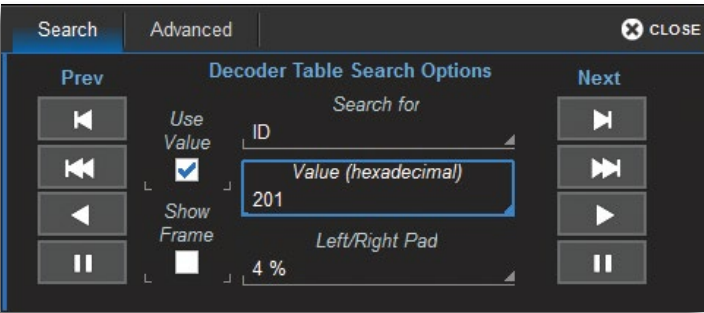 Search Advanced CLOSE
Prev Decoder Table Search Options Next
Search for
Use Value
ID
Value (hexadecimal)
201
Show Frame
Left/Right Pad
4 %